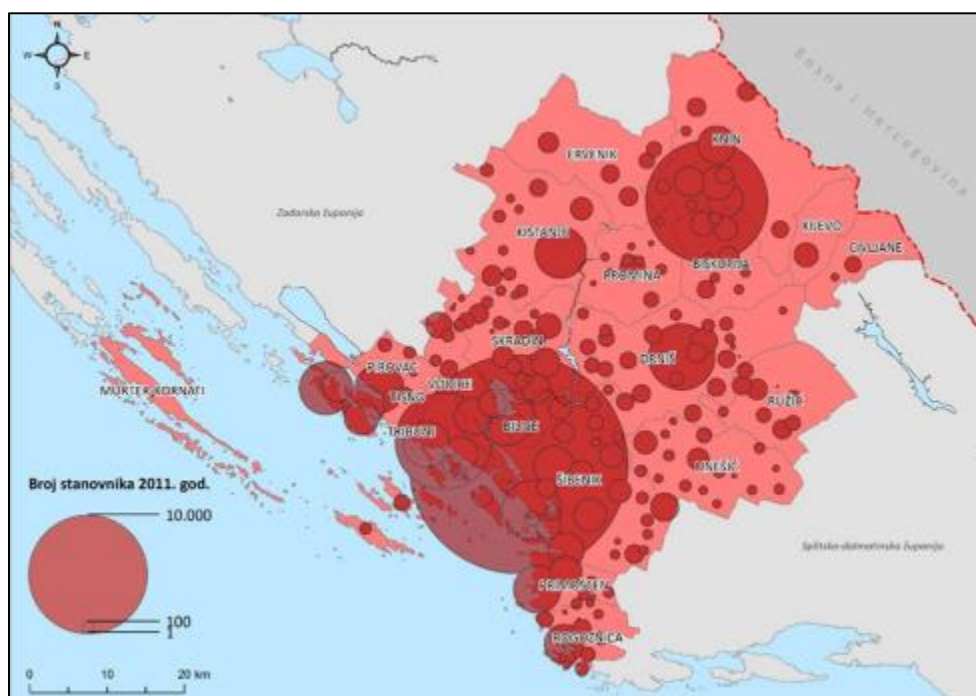 N
W E
S
Bosna i Hercegovina
KNIN
ERVENIK
Zadarska županija
KISTANJE
KIJEVO
CIVLJANE
PROMINA
BISKUPIJA
SKRADIN
DRNIŠ
PIROVAC
VODICE
MURTER KORNATI
TISNO
RUŽIĆ
TRIBUNJ
BILICE
UNEŠIĆ
ŠIBENIK
Broj stanovnika 2011. god.
10.000
Splitsko-dalmatinska županija
PRIMOŠTEN
100
1
ROGOZNICA
0 10 20 km